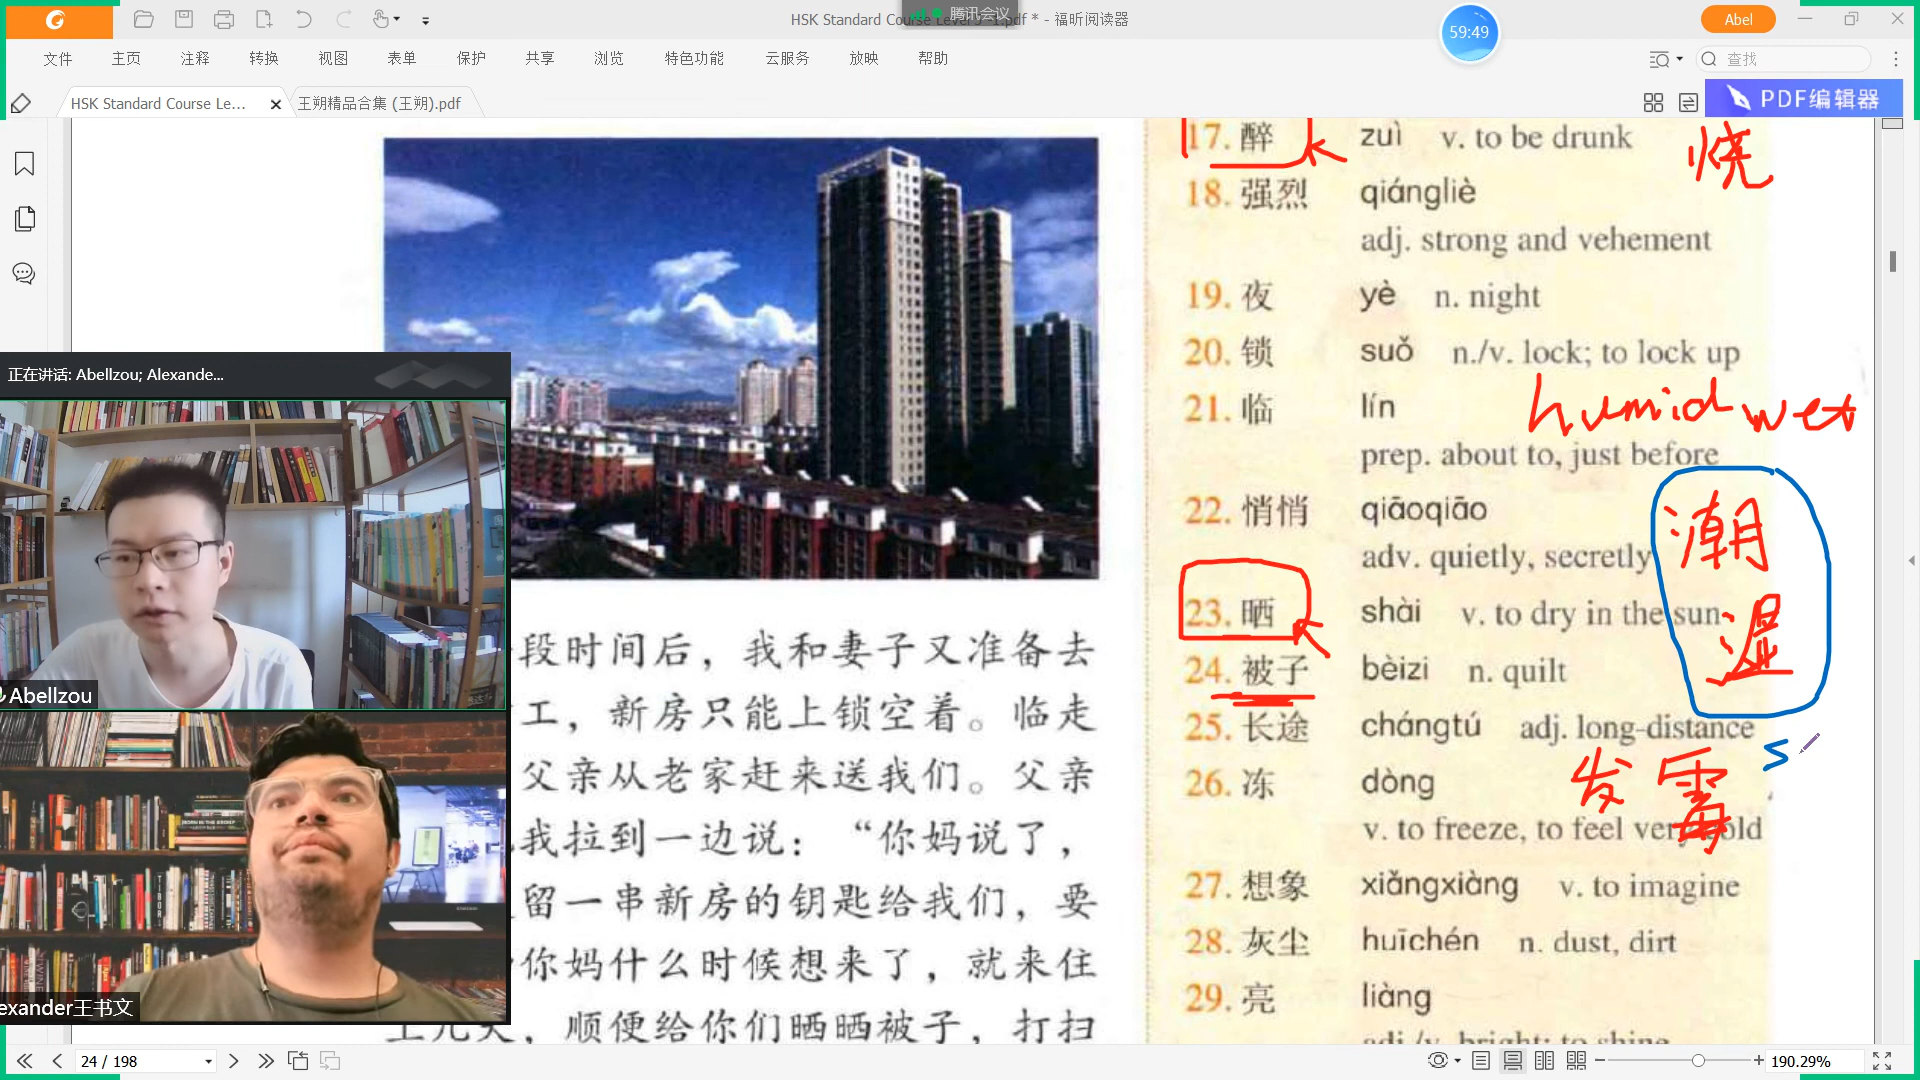 HSK Standard Course Level 5-1.pdf * - 福昕阅读器
腾讯会议
59:49
Abel
文件 主页 注释 转换 视图 表单 保护 共享 浏览 特色功能 云服务 放映 帮助
查找
HSK Standard Course Le...
王朔精品合集 (王朔).pdf
PDF编辑器
正在讲话: Abellzou; Alexande...
Abellzou
exander王书文
段时间后，我和妻子又准备去
工，新房只能上锁空着。临走
父亲从老家赶来送我们。父亲
我拉到一边说：“你妈说了，
留一串新房的钥匙给我们，要
你妈什么时候想来了，就来住
上几天，顺便给你们晒晒被子，打扫
17. 醉 zuì v. to be drunk
烧
18. 强烈 qiángliè
adj. strong and vehement
19. 夜 yè n. night
20. 锁 suǒ n./v. lock; to lock up
21. 临 lín
humid wet
prep. about to, just before
22. 悄悄 qiāoqiāo
潮
adv. quietly, secretly
23. 晒 shài v. to dry in the sun
湿
24. 被子 bèizi n. quilt
25. 长途 chángtú adj. long-distance
26. 冻 dòng
发霉 s
v. to freeze, to feel very cold
27. 想象 xiǎngxiàng v. to imagine
28. 灰尘 huīchén n. dust, dirt
29. 亮 liàng
adj./v. bright; to shine
24 / 198
190.29%